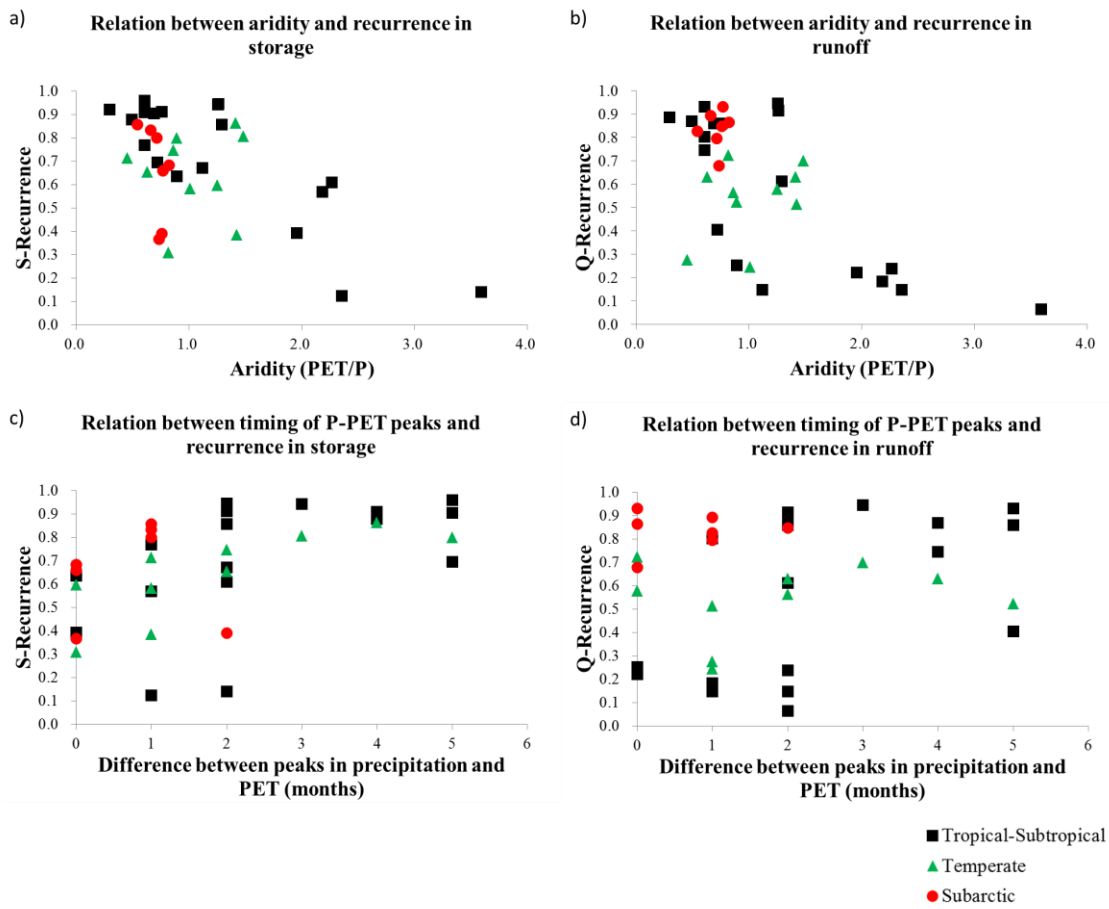 a)
Relation between aridity and recurrence in
storage
S-Recurrence
1.0
0.9
0.8
0.7
0.6
0.5
0.4
0.3
0.2
0.1
0.0
0.0 1.0 2.0 3.0 4.0
Aridity (PET/P)
b)
Relation between aridity and recurrence in
runoff
Q-Recurrence
1.0
0.9
0.8
0.7
0.6
0.5
0.4
0.3
0.2
0.1
0.0
0.0 1.0 2.0 3.0 4.0
Aridity (PET/P)
c)
Relation between timing of P-PET peaks and
recurrence in storage
S-Recurrence
1.0
0.9
0.8
0.7
0.6
0.5
0.4
0.3
0.2
0.1
0.0
0 1 2 3 4 5 6
Difference between peaks in precipitation and
PET (months)
d)
Relation between timing of P-PET peaks and
recurrence in runoff
Q-Recurrence
1.0
0.9
0.8
0.7
0.6
0.5
0.4
0.3
0.2
0.1
0.0
0 1 2 3 4 5 6
Difference between peaks in precipitation and
PET (months)
Tropical-Subtropical
Temperate
Subarctic